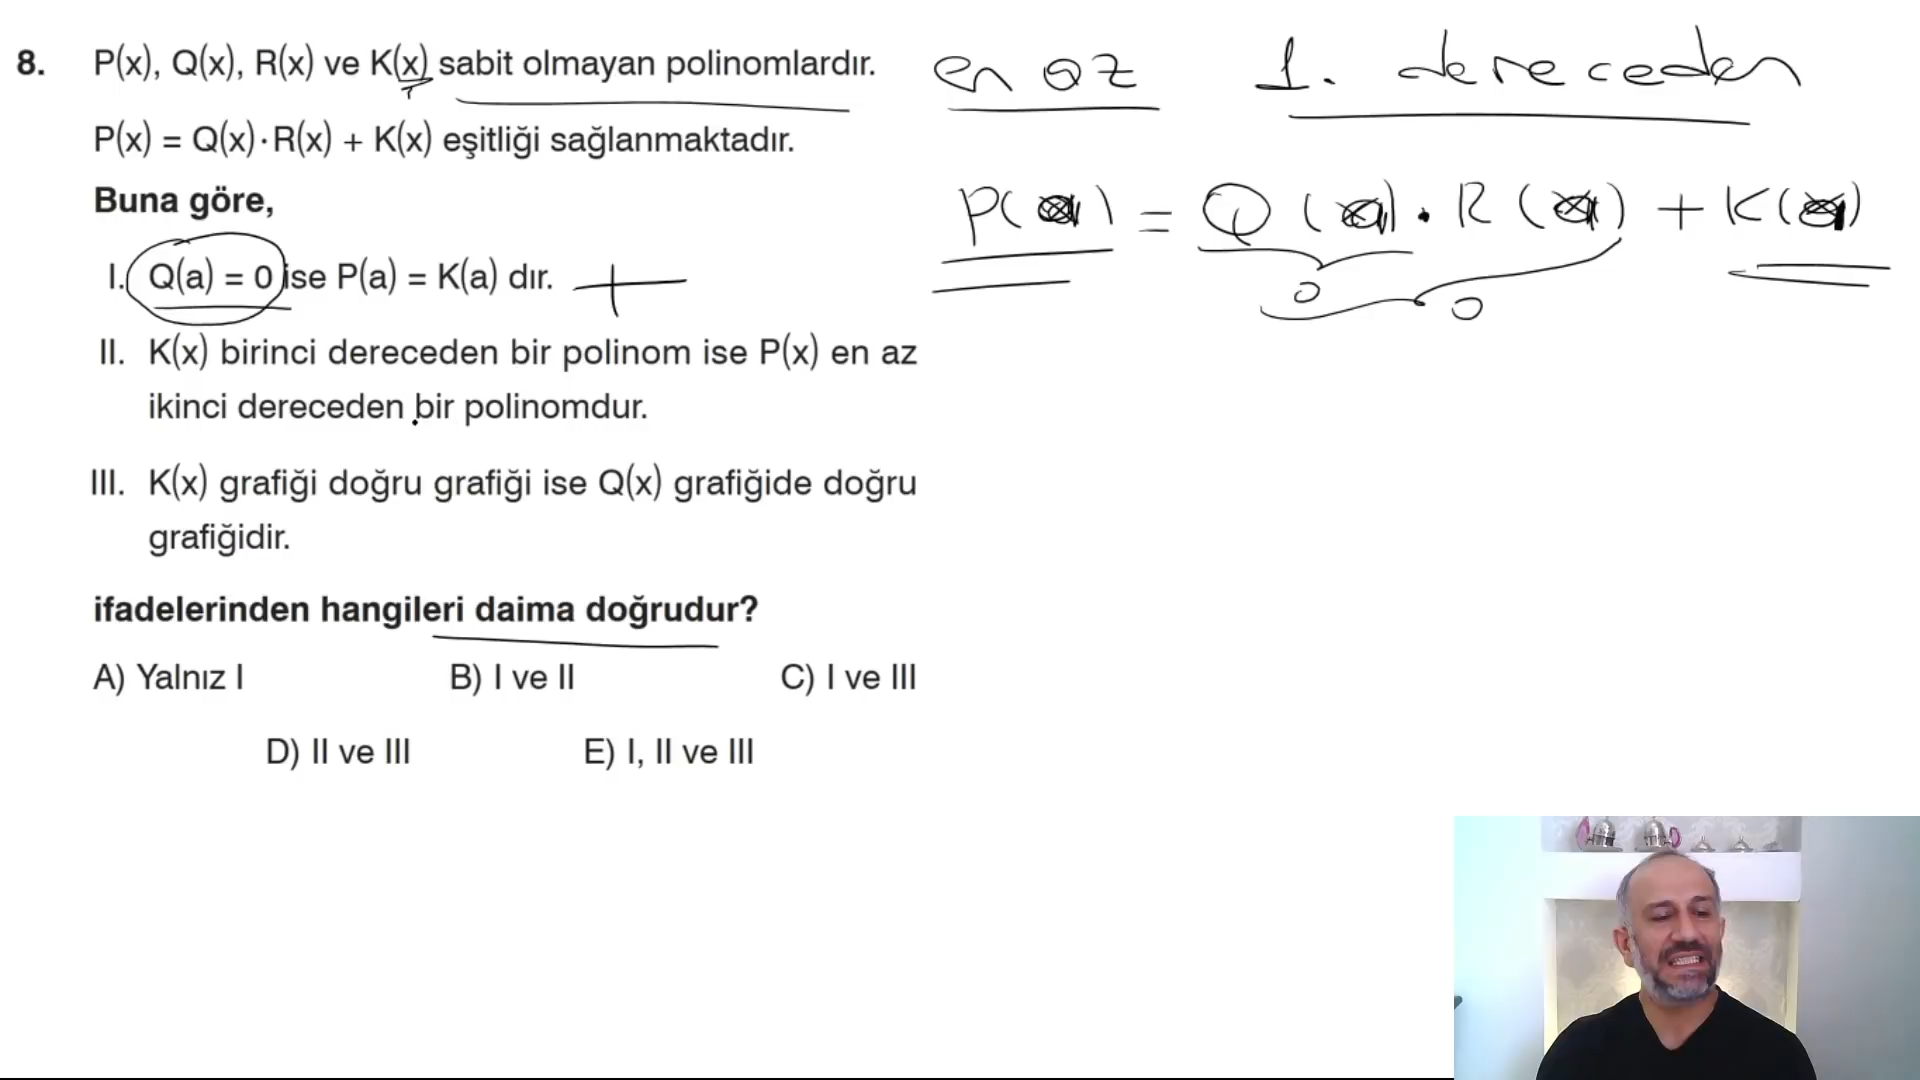 8. P(x), Q(x), R(x) ve K(x) sabit olmayan polinomlardır.
en az 1. dereceden
P(x) = Q(x)·R(x) + K(x) eşitliği sağlanmaktadır.
Buna göre,
P(a) = Q(a) · R(a) + K(a)
0
0
I. Q(a) = 0 ise P(a) = K(a) dır. +
II. K(x) birinci dereceden bir polinom ise P(x) en az
ikinci dereceden bir polinomdur.
III. K(x) grafiği doğru grafiği ise Q(x) grafiğide doğru
grafiğidir.
ifadelerinden hangileri daima doğrudur?
A) Yalnız I B) I ve II C) I ve III
D) II ve III E) I, II ve III